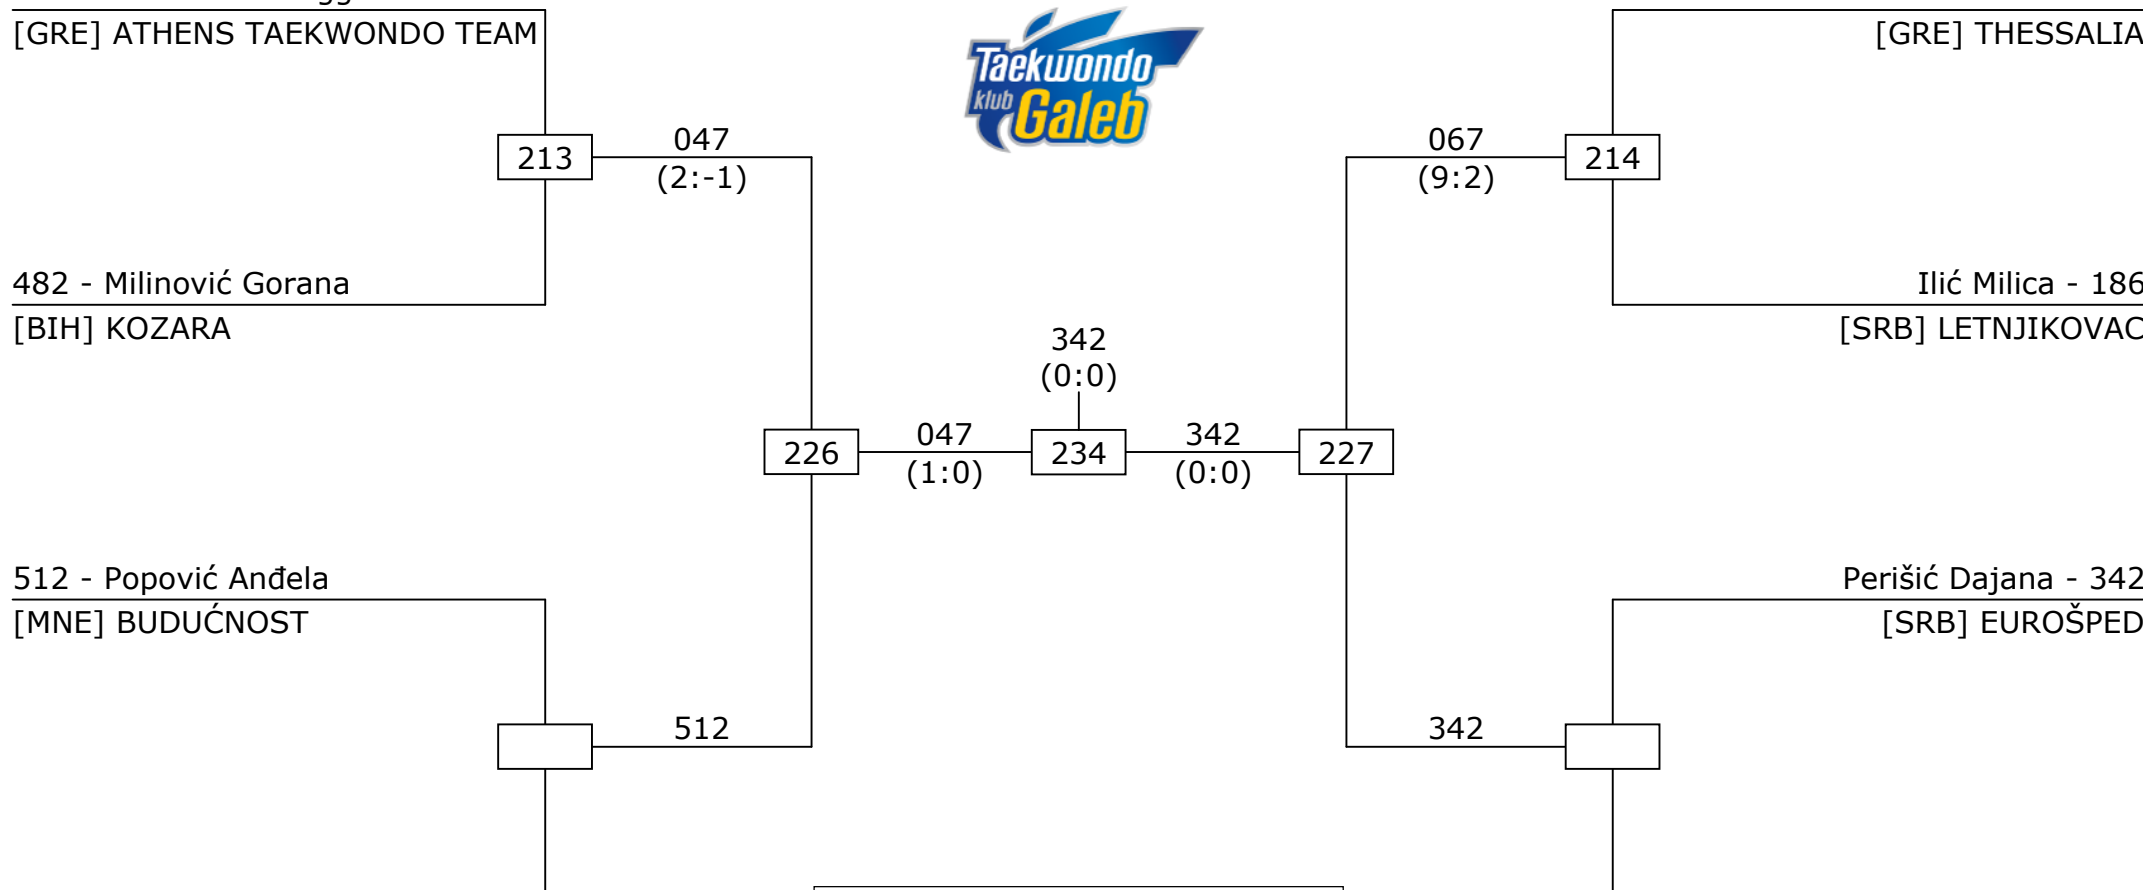 [GRE] ATHENS TAEKWONDO TEAM
[GRE] THESSALIA
Taekwondo
klub Galeb
213
047
(2:-1)
067
(9:2)
214
482 - Milinović Gorana
[BIH] KOZARA
Ilić Milica - 186
[SRB] LETNJIKOVAC
342
(0:0)
226
047
(1:0)
234
342
(0:0)
227
512 - Popović Anđela
[MNE] BUDUĆNOST
Perišić Dajana - 342
[SRB] EUROŠPED
512
342